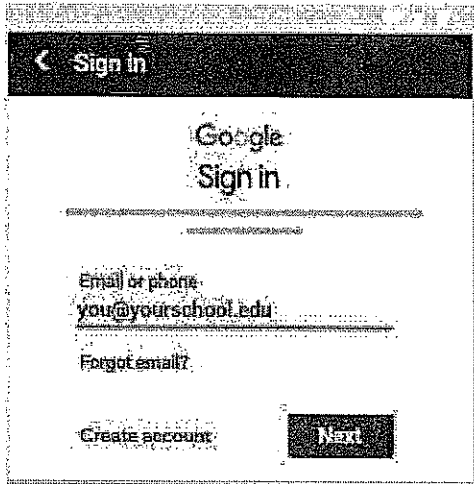 Sign in
Google
Sign in
Email or phone
you@yourschool.edu
Forgot email?
Create account
Next